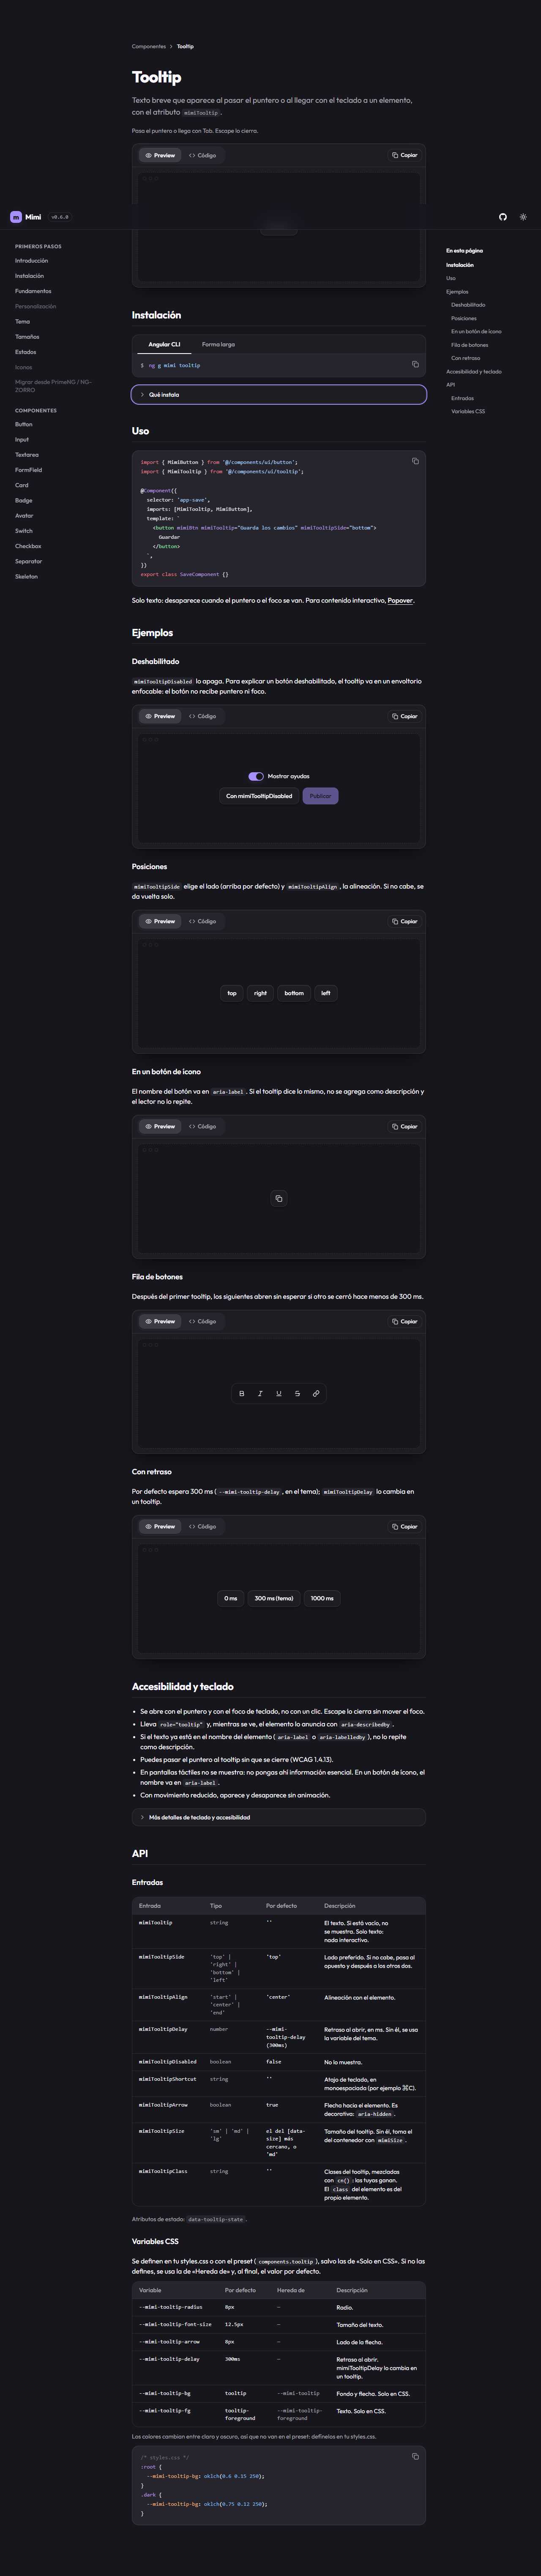 Componentes > Tooltip
Tooltip
Texto breve que aparece al pasar el puntero o al llegar con el teclado a un elemento,
con el atributo mimiTooltip.
Pasa el puntero o llega con Tab. Escape lo cierra.
Preview
Código
Copiar
m Mimi v0.6.0
PRIMEROS PASOS
Introducción
Instalación
Fundamentos
Personalización
Tema
Tamaños
Estados
Iconos
Migrar desde PrimeNG / NG-
ZORRO
COMPONENTES
Button
Input
Textarea
FormField
Card
Badge
Avatar
Switch
Checkbox
Separator
Skeleton
En esta página
Instalación
Uso
Ejemplos
Deshabilitado
Posiciones
En un botón de icono
Fila de botones
Con retraso
Accesibilidad y teclado
API
Entradas
Variables CSS
Instalación
Angular CLI
Forma larga
$ ng g mimi tooltip
> Qué instala
Uso
import { MimiButton } from '@/components/ui/button';
import { MimiTooltip } from '@/components/ui/tooltip';
@Component({
selector: 'app-save',
imports: [MimiTooltip, MimiButton],
template: `
<button mimiBtn mimiTooltip="Guarda los cambios" mimiTooltipSide="bottom">
Guardar
</button>
`,
})
export class SaveComponent {}
Solo texto: desaparece cuando el puntero o el foco se van. Para contenido interactivo, Popover.
Ejemplos
Deshabilitado
mimiTooltipDisabled lo apaga. Para explicar un botón deshabilitado, el tooltip va en un envoltorio
enfocable: el botón no recibe puntero ni foco.
Preview
Código
Copiar
Mostrar ayudas
Con mimiTooltipDisabled
Publicar
Posiciones
mimiTooltipSide elige el lado (arriba por defecto) y mimiTooltipAlign, la alineación. Si no cabe, se
da vuelta solo.
Preview
Código
Copiar
top
right
bottom
left
En un botón de icono
El nombre del botón va en aria-label. Si el tooltip dice lo mismo, no se agrega como descripción y
el lector no lo repite.
Preview
Código
Copiar
Fila de botones
Después del primer tooltip, los siguientes abren sin esperar si otro se cerró hace menos de 300 ms.
Preview
Código
Copiar
Con retraso
Por defecto espera 300 ms (--mimi-tooltip-delay, en el tema); mimiTooltipDelay lo cambia en
un tooltip.
Preview
Código
Copiar
0 ms
300 ms (tema)
1000 ms
Accesibilidad y teclado
• Se abre con el puntero y con el foco de teclado, no con un clic. Escape lo cierra sin mover el foco.
• Lleva role="tooltip" y, mientras se ve, el elemento lo anuncia con aria-describedby.
• Si el texto ya está en el nombre del elemento (aria-label o aria-labelledby), no lo repite
como descripción.
• Puedes pasar el puntero al tooltip sin que se cierre (WCAG 1.4.13).
• En pantallas táctiles no se muestra: no pongas ahí información esencial. En un botón de icono, el
nombre va en aria-label.
• Con movimiento reducido, aparece y desaparece sin animación.
> Más detalles de teclado y accesibilidad
API
Entradas
Entrada Tipo Por defecto Descripción
mimiTooltip string '' El texto. Si está vacío, no
se muestra. Solo texto:
nada interactivo.
mimiTooltipSide 'top' | 'top' Lado preferido. Si no cabe, pasa al
'right' | opuesto y después a los otros dos.
'bottom' |
'left'
mimiTooltipAlign 'start' | 'center' Alineación con el elemento.
'center' |
'end'
mimiTooltipDelay number --mimi- Retraso al abrir, en ms. Sin él, se usa
tooltip-delay la variable del tema.
(300ms)
mimiTooltipDisabled boolean false No lo muestra.
mimiTooltipShortcut string '' Atajo de teclado, en
monoespaciada (por ejemplo ⌘C).
mimiTooltipArrow boolean true Flecha hacia el elemento. Es
decorativa: aria-hidden.
mimiTooltipSize 'sm' | 'md' | el del [data- Tamaño del tooltip. Sin él, toma el
'lg' size] más del contenedor con mimiSize.
cercano, o
'md'
mimiTooltipClass string '' Clases del tooltip, mezcladas
con cn(): las tuyas ganan.
El class del elemento es del
propio elemento.
Atributos de estado: data-tooltip-state.
Variables CSS
Se definen en tu styles.css o con el preset (components.tooltip), salvo las de «Solo en CSS». Si no las
defines, se usa la de «Hereda de» y, al final, el valor por defecto.
Variable Por defecto Hereda de Descripción
--mimi-tooltip-radius 8px — Radio.
--mimi-tooltip-font-size 12.5px — Tamaño del texto.
--mimi-tooltip-arrow 8px — Lado de la flecha.
--mimi-tooltip-delay 300ms — Retraso al abrir.
mimiTooltipDelay lo cambia en
un tooltip.
--mimi-tooltip-bg tooltip --mimi-tooltip Fondo y flecha. Solo en CSS.
--mimi-tooltip-fg tooltip- --mimi-tooltip- Texto. Solo en CSS.
foreground foreground
Los colores cambian entre claro y oscuro, así que no van en el preset: defínelos en tu styles.css.
/* styles.css */
:root {
--mimi-tooltip-bg: oklch(0.6 0.15 250);
}
.dark {
--mimi-tooltip-bg: oklch(0.75 0.12 250);
}